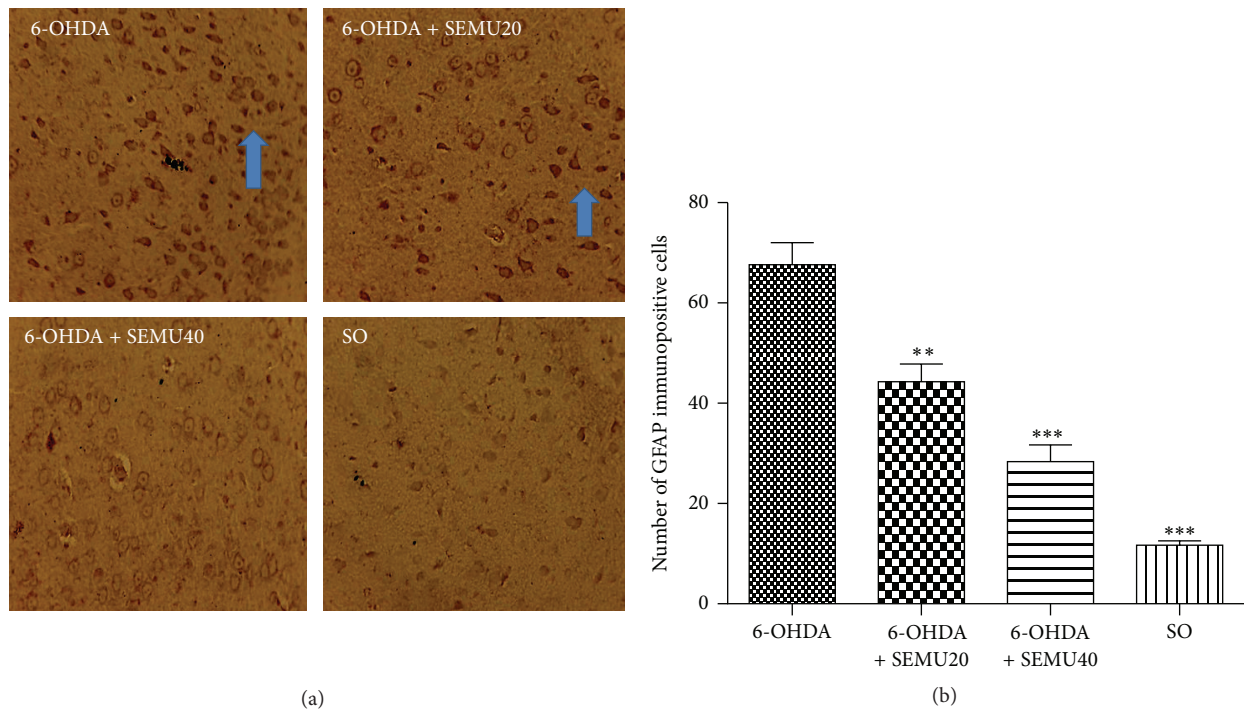 6-OHDA
6-OHDA + SEMU20
6-OHDA + SEMU40
SO
(a)
Number of GFAP immunopositive cells
80
60
40
20
0
**
***
***
6-OHDA
6-OHDA
+ SEMU20
6-OHDA
+ SEMU40
SO
(b)